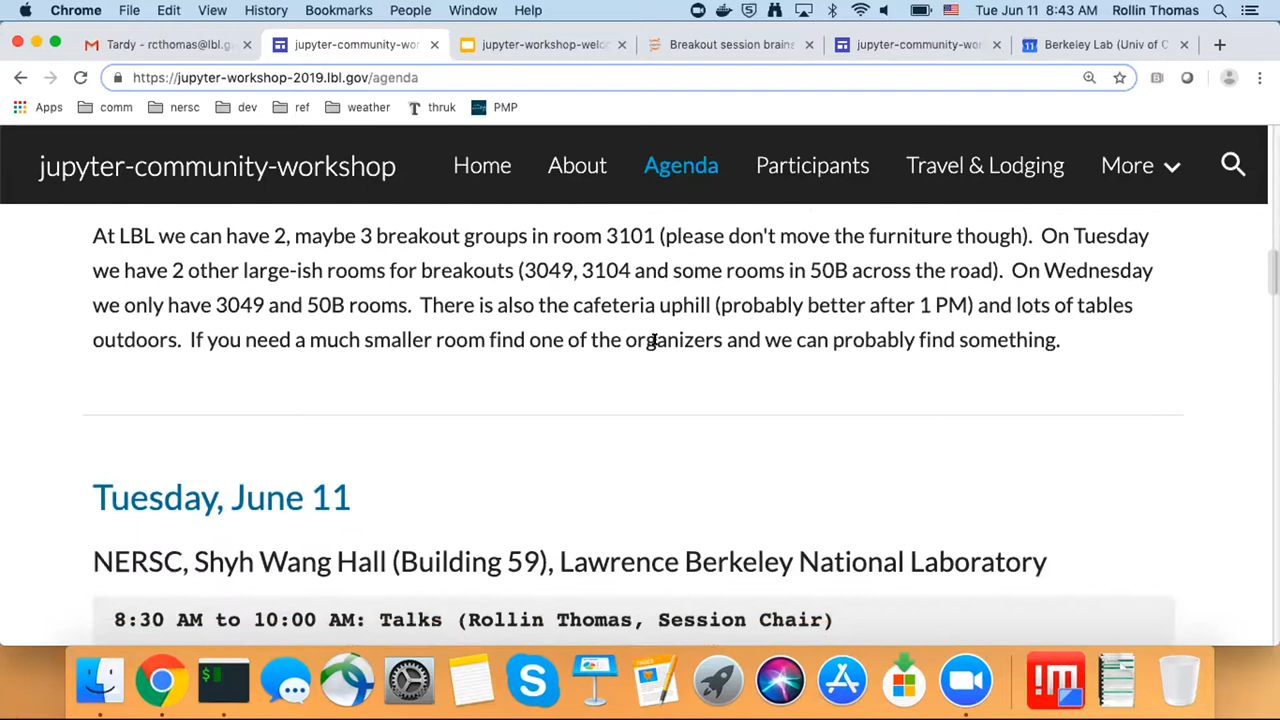 Chrome File Edit View History Bookmarks People Window Help Tue Jun 11 8:43 AM Rollin Thomas
Tardy - rcthomas@lbl.g jupyter-community-wor jupyter-workshop-welc Breakout session brains jupyter-community-wor 11 Berkeley Lab (Univ of C
https://jupyter-workshop-2019.lbl.gov/agenda
Apps comm nersc dev ref weather T thruk PMP
jupyter-community-workshop Home About Agenda Participants Travel & Lodging More
At LBL we can have 2, maybe 3 breakout groups in room 3101 (please don't move the furniture though). On Tuesday
we have 2 other large-ish rooms for breakouts (3049, 3104 and some rooms in 50B across the road). On Wednesday
we only have 3049 and 50B rooms. There is also the cafeteria uphill (probably better after 1 PM) and lots of tables
outdoors. If you need a much smaller room find one of the organizers and we can probably find something.
Tuesday, June 11
NERSC, Shyh Wang Hall (Building 59), Lawrence Berkeley National Laboratory
8:30 AM to 10:00 AM: Talks (Rollin Thomas, Session Chair)